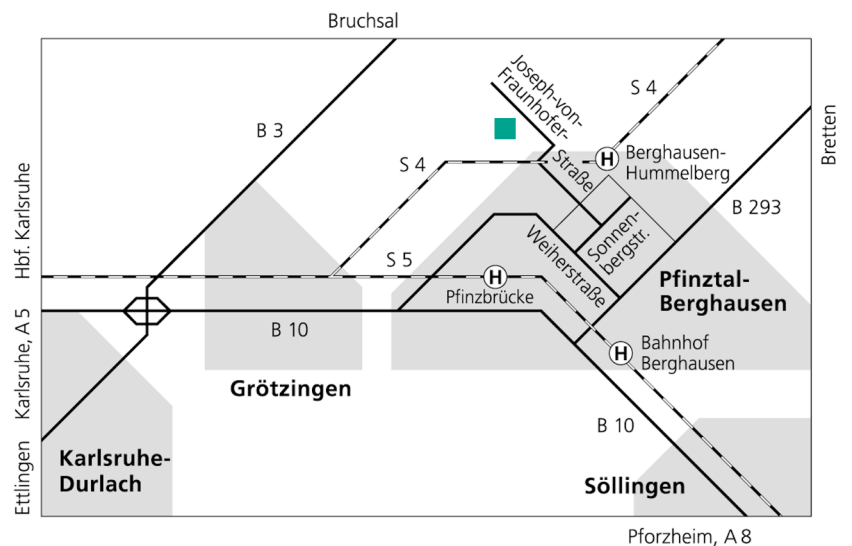 Bruchsal
Joseph-von-
Fraunhofer-
Straße
S 4
B 3
Bretten
H
Berghausen-
Hummelberg
S 4
Hbf. Karlsruhe
B 293
Sonnen-
bergstr.
Weiherstraße
S 5
H
Pfinzbrücke
Pfinztal-
Berghausen
Karlsruhe, A 5
B 10
H
Bahnhof
Berghausen
Grötzingen
B 10
Ettlingen
Karlsruhe-
Durlach
Söllingen
Pforzheim, A 8